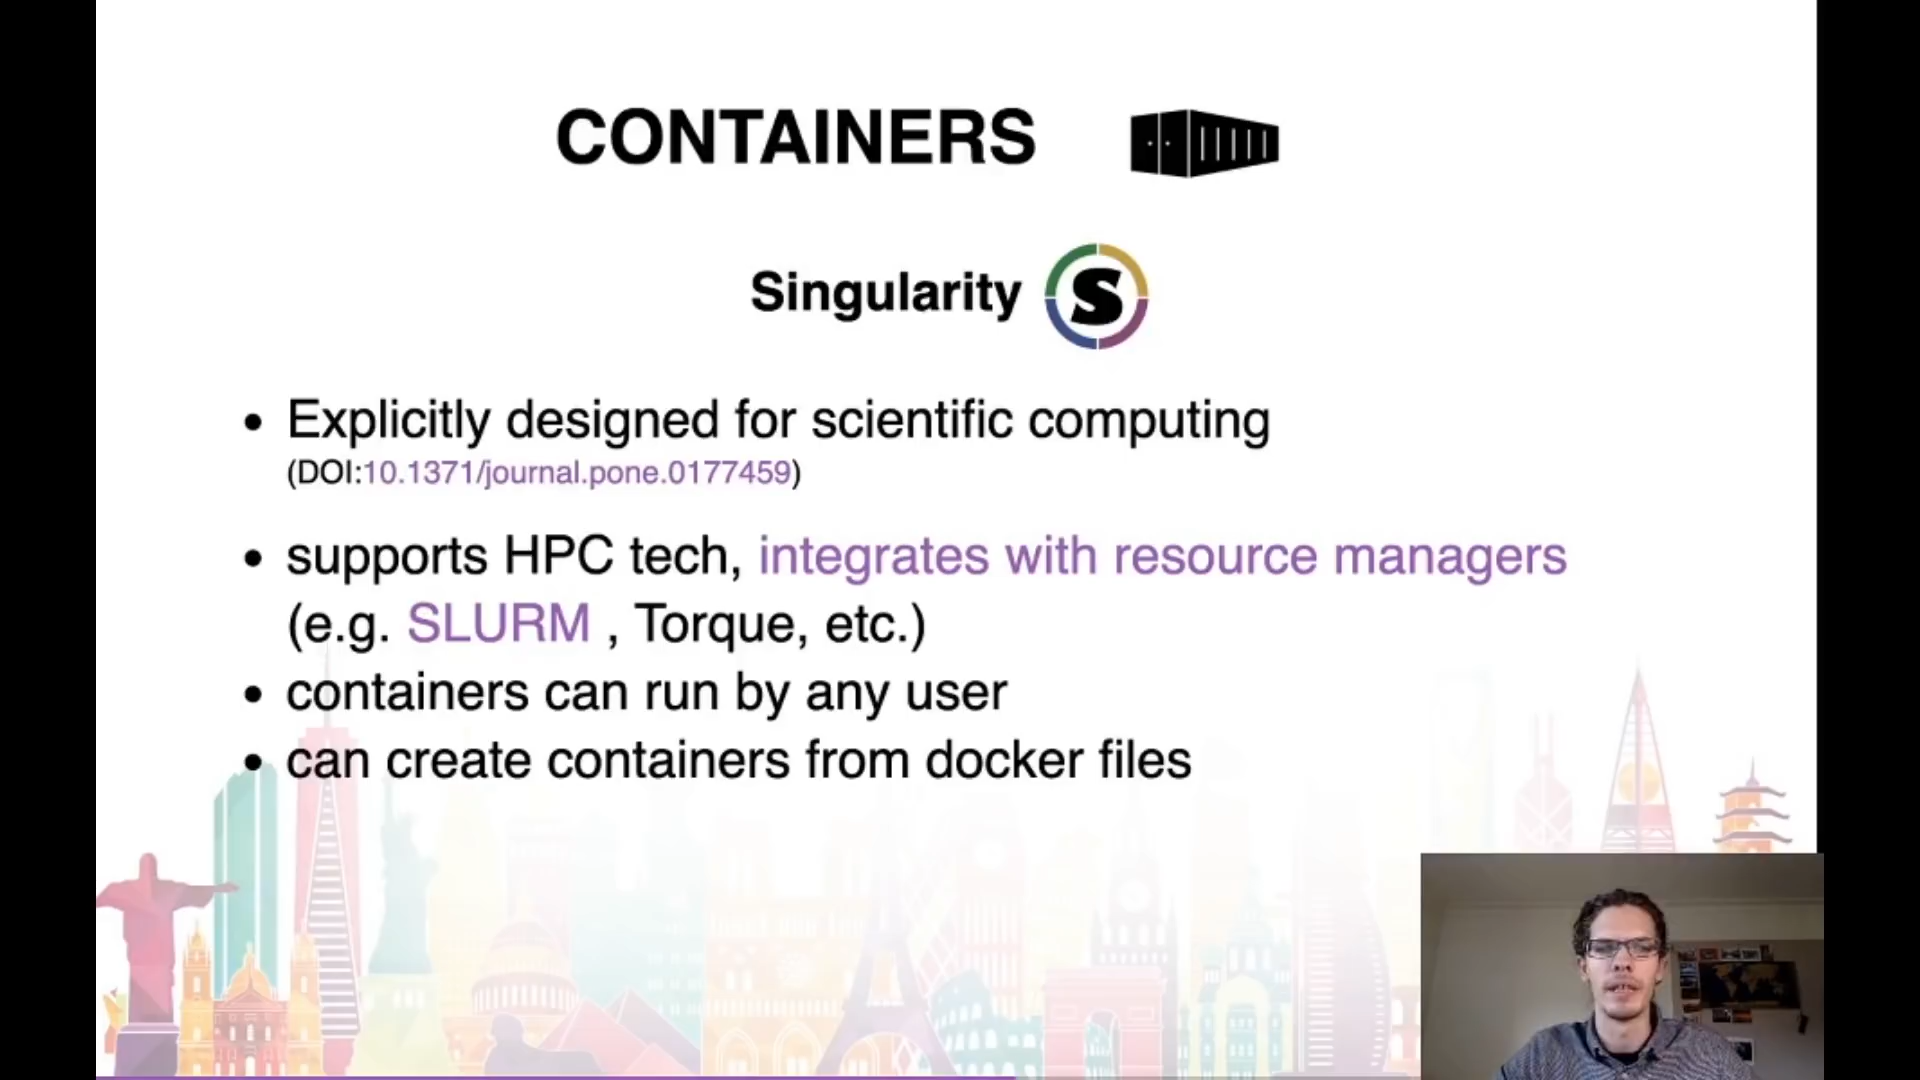 CONTAINERS
Singularity S
• Explicitly designed for scientific computing
(DOI:10.1371/journal.pone.0177459)
• supports HPC tech, integrates with resource managers
(e.g. SLURM , Torque, etc.)
• containers can run by any user
• can create containers from docker files